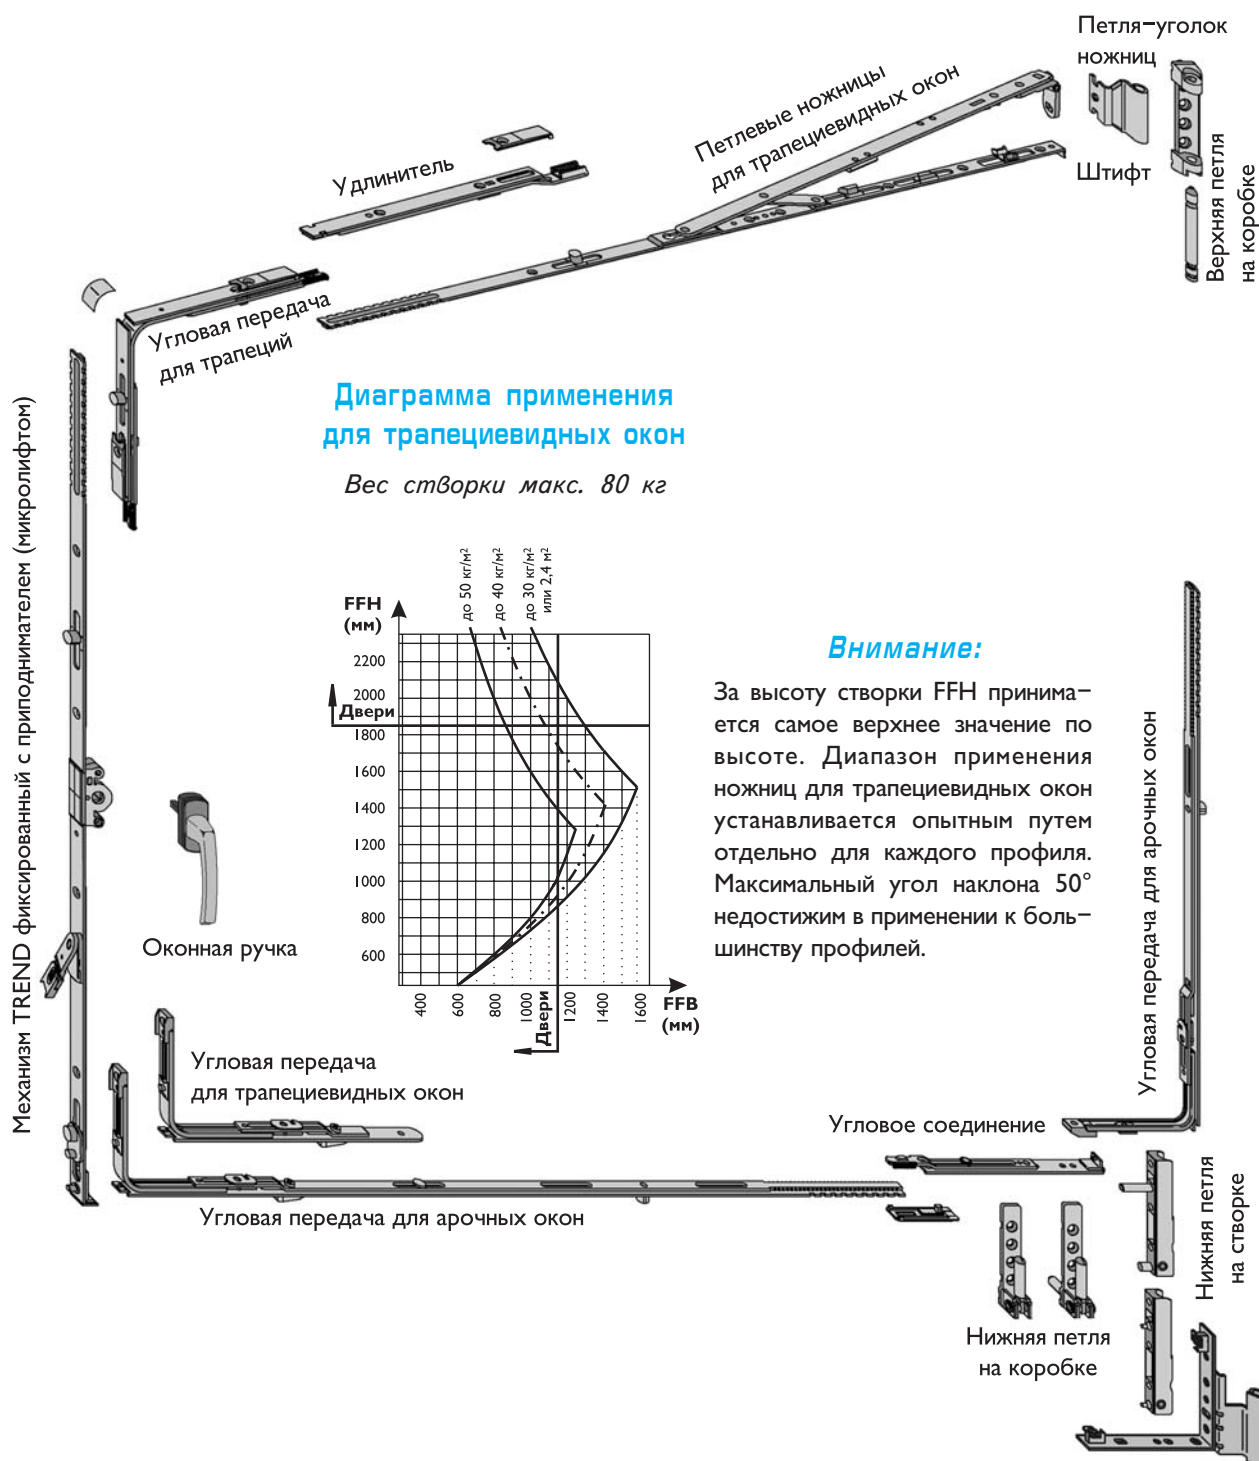 Петля-уголок
ножниц
Петлевые ножницы
для трапециевидных окон
Удлинитель
Штифт
Верхняя петля
на коробке
Угловая передача
для трапеций
Механизм TREND фиксированный с приподнимателем (микролифтом)
Диаграмма применения
для трапециевидных окон
Вес створки макс. 80 кг
до 50 кг/м²
до 40 кг/м²
до 30 кг/м²
или 2,4 м²
FFH
(мм)
2200
2000
Двери
1800
1600
1400
1200
1000
800
600
400
600
800
1000
Двери
1200
1400
1600
FFB
(мм)
Внимание:
За высоту створки FFH принима-
ется самое верхнее значение по
высоте. Диапазон применения
ножниц для трапециевидных окон
устанавливается опытным путем
отдельно для каждого профиля.
Максимальный угол наклона 50°
недостижим в применении к боль-
шинству профилей.
Оконная ручка
Угловая передача для арочных окон
Угловая передача
для трапециевидных окон
Угловое соединение
Угловая передача для арочных окон
Нижняя петля
на створке
Нижняя петля
на коробке